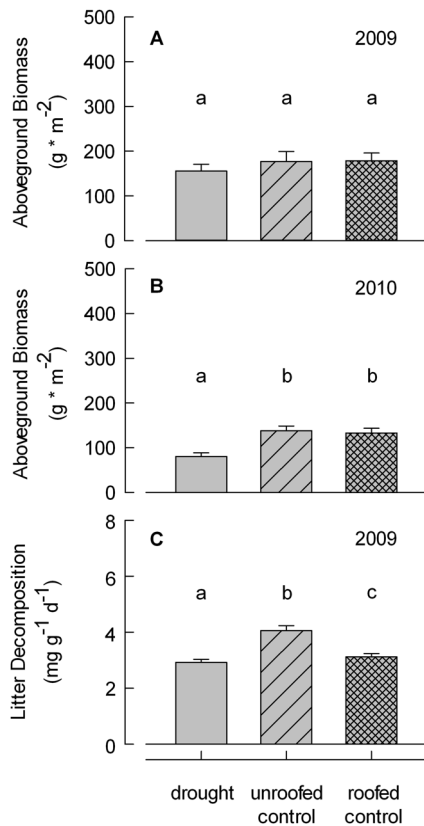 A 2009
Aboveground Biomass
(g * m⁻²)
500
400
300
200
100
0
a a a
B 2010
Aboveground Biomass
(g * m⁻²)
500
400
300
200
100
0
a b b
C 2009
Litter Decomposition
(mg g⁻¹ d⁻¹)
8
6
4
2
0
a b c
drought unroofed roofed
control control